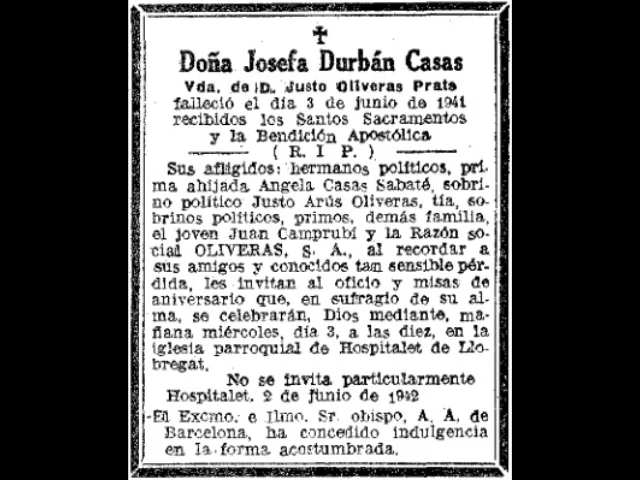 Doña Josefa Durbán Casas
Vda. de D. Justo Oliveras Prats
falleció el día 3 de junio de 1941
recibidos los Santos Sacramentos
y la Bendición Apostólica
( R. I P. )
Sus afligidos: hermanos políticos, pri-
ma ahijada Angela Casas Sabaté, sobri-
no político Justo Arús Oliveras, tía, so-
brinos políticos, primos, demás familia,
el joven Juan Camprubí y la Razón so-
cial OLIVERAS, S. A., al recordar a
sus amigos y conocidos tam sensible pér-
dida, les invitan al oficio y misas de
aniversario que, en sufragio de su al-
ma, se celebrarán, Dios mediante, ma-
ñana miércoles, día 3, a las diez, en la
iglesia parroquial de Hospitalet de Llo-
bregat.
No se invita particularmente
Hospitalet, 2 de junio de 1942
El Excmo. e Ilmo. Sr. obispo, A. A. de
Barcelona, ha concedido indulgencia
en la forma acostumbrada.